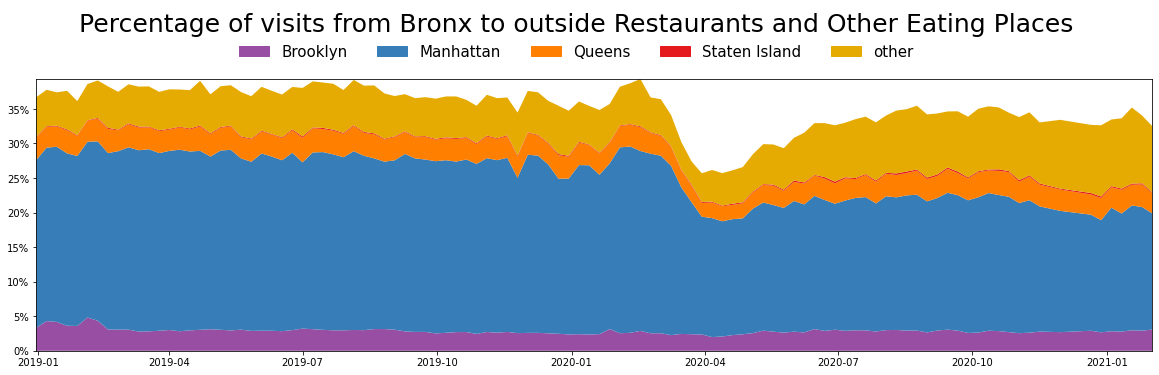 Percentage of visits from Bronx to outside Restaurants and Other Eating Places
Brooklyn Manhattan Queens Staten Island other
35%
30%
25%
20%
15%
10%
5%
0%
2019-01 2019-04 2019-07 2019-10 2020-01 2020-04 2020-07 2020-10 2021-01